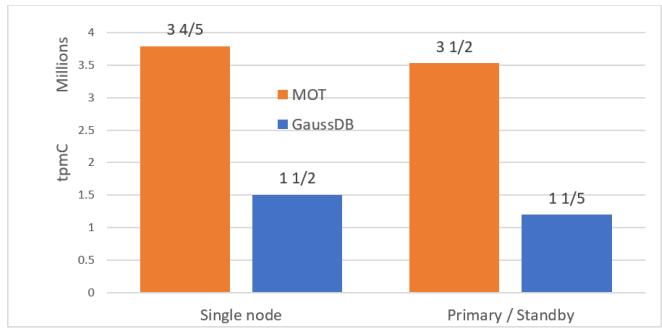 Millions
tpmC
4
3.5
3
2.5
2
1.5
1
0.5
0
3 4/5
1 1/2
3 1/2
1 1/5
MOT
GaussDB
Single node
Primary / Standby